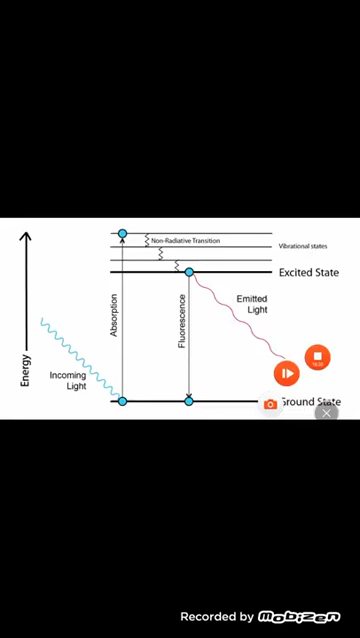 Non-Radiative Transition
Vibrational states
Excited State
Energy
Absorption
Fluorescence
Emitted
Light
Incoming
Light
Ground State
Recorded by MOBIZEN